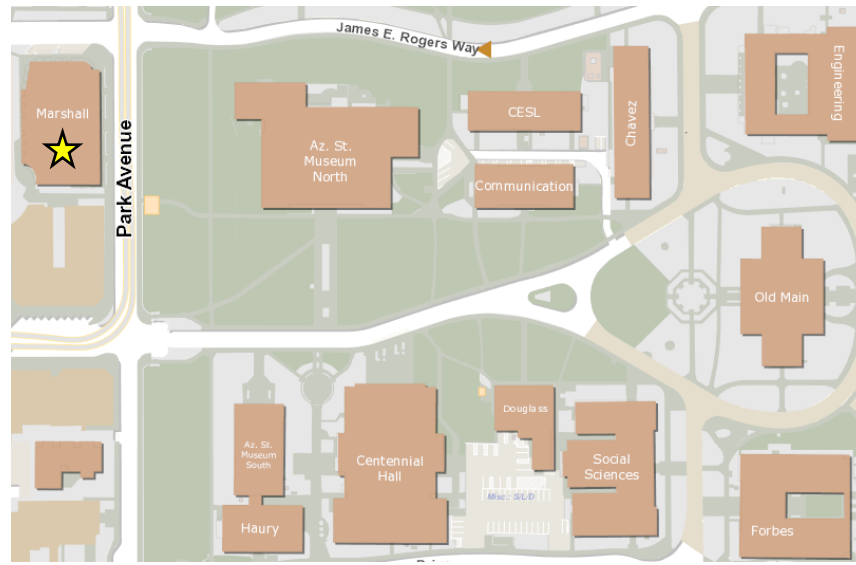 James E. Rogers Way
Marshall
Park Avenue
Az. St.
Museum
North
CESL
Communication
Chavez
Engineering
Old Main
Az. St.
Museum
South
Haury
Centennial
Hall
Douglass
Misc.: S/L/D
Social
Sciences
Forbes